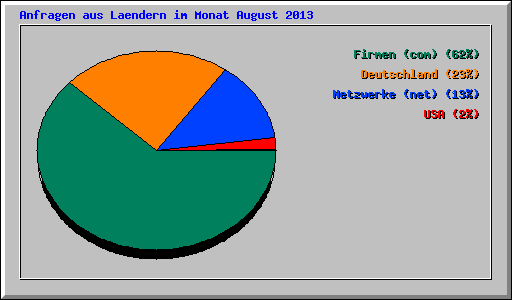 Anfragen aus Laendern im Monat August 2013
Firmen (com) (62%)
Deutschland (23%)
Netzwerke (net) (13%)
USA (2%)